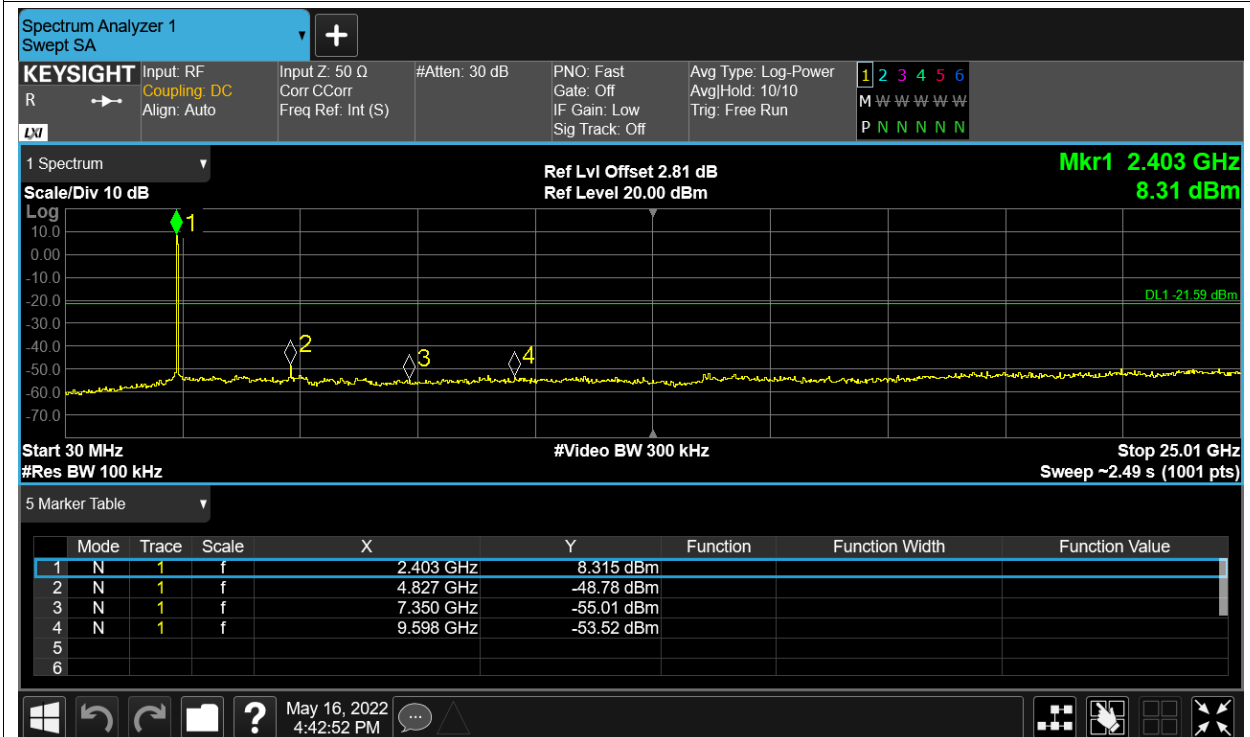 Spectrum Analyzer 1
Swept SA
+
KEYSIGHT
R
LXI
Input: RF
Coupling: DC
Align: Auto
Input Z: 50 Ω
Corr CCorr
Freq Ref: Int (S)
#Atten: 30 dB
PNO: Fast
Gate: Off
IF Gain: Low
Sig Track: Off
Avg Type: Log-Power
Avg|Hold: 10/10
Trig: Free Run
1 2 3 4 5 6
M W W W W W
P N N N N N
1 Spectrum
Scale/Div 10 dB
Ref Lvl Offset 2.81 dB
Ref Level 20.00 dBm
Mkr1 2.403 GHz
8.31 dBm
Log
10.0
0.00
-10.0
-20.0
-30.0
-40.0
-50.0
-60.0
-70.0
1
2
3
4
DL1 -21.59 dBm
Start 30 MHz
#Res BW 100 kHz
#Video BW 300 kHz
Stop 25.01 GHz
Sweep ~2.49 s (1001 pts)
5 Marker Table
Mode Trace Scale X Y Function Function Width Function Value
1 N 1 f 2.403 GHz 8.315 dBm
2 N 1 f 4.827 GHz -48.78 dBm
3 N 1 f 7.350 GHz -55.01 dBm
4 N 1 f 9.598 GHz -53.52 dBm
5
6
?
May 16, 2022
4:42:52 PM